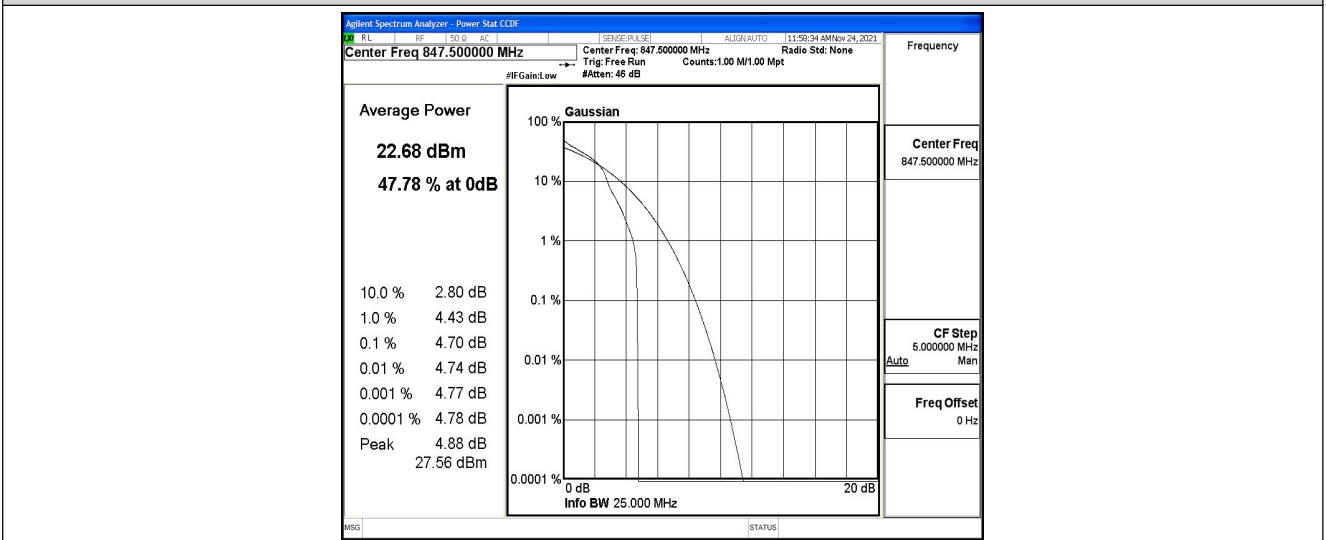 Agilent Spectrum Analyzer - Power Stat CCDF
LXI RL RF 50 Ω AC SENSE:PULSE ALIGN AUTO 11:58:34 AM Nov 24, 2021
Center Freq 847.500000 MHz
Center Freq: 847.500000 MHz Radio Std: None
Trig: Free Run Counts:1.00 M/1.00 Mpt
#IFGain:Low #Atten: 46 dB
Frequency
Average Power
22.68 dBm
47.78 % at 0dB
10.0 % 2.80 dB
1.0 % 4.43 dB
0.1 % 4.70 dB
0.01 % 4.74 dB
0.001 % 4.77 dB
0.0001 % 4.78 dB
Peak 4.88 dB
27.56 dBm
Gaussian
100 %
10 %
1 %
0.1 %
0.01 %
0.001 %
0.0001 %
0 dB 20 dB
Info BW 25.000 MHz
Center Freq
847.500000 MHz
CF Step
5.000000 MHz
Auto Man
Freq Offset
0 Hz
MSG STATUS